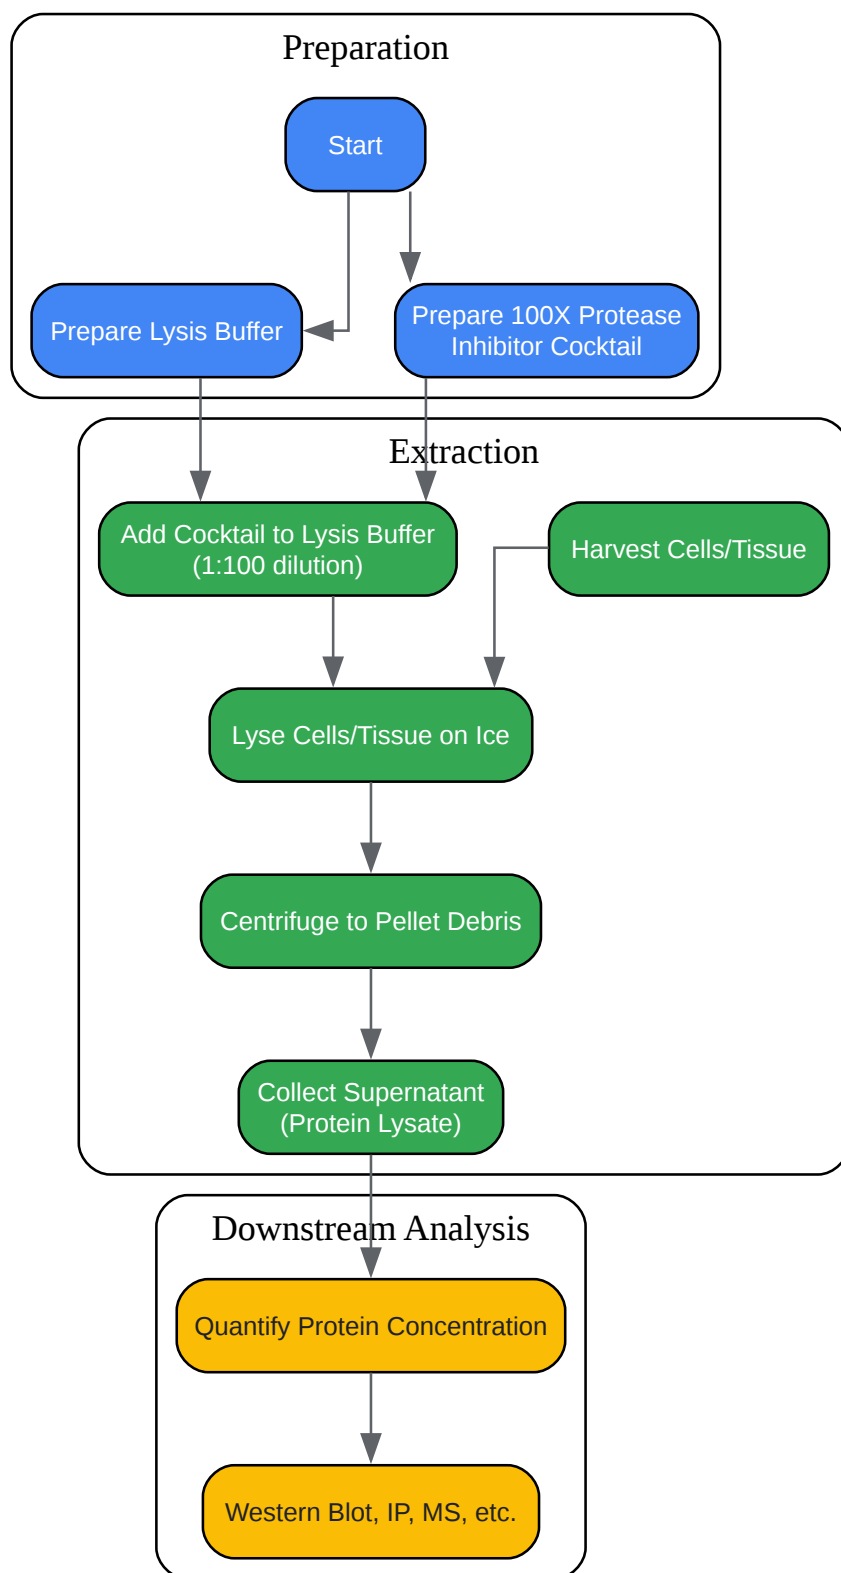 Preparation
Start
Prepare Lysis Buffer
Prepare 100X Protease
Inhibitor Cocktail
Extraction
Add Cocktail to Lysis Buffer
(1:100 dilution)
Harvest Cells/Tissue
Lyse Cells/Tissue on Ice
Centrifuge to Pellet Debris
Collect Supernatant
(Protein Lysate)
Downstream Analysis
Quantify Protein Concentration
Western Blot, IP, MS, etc.